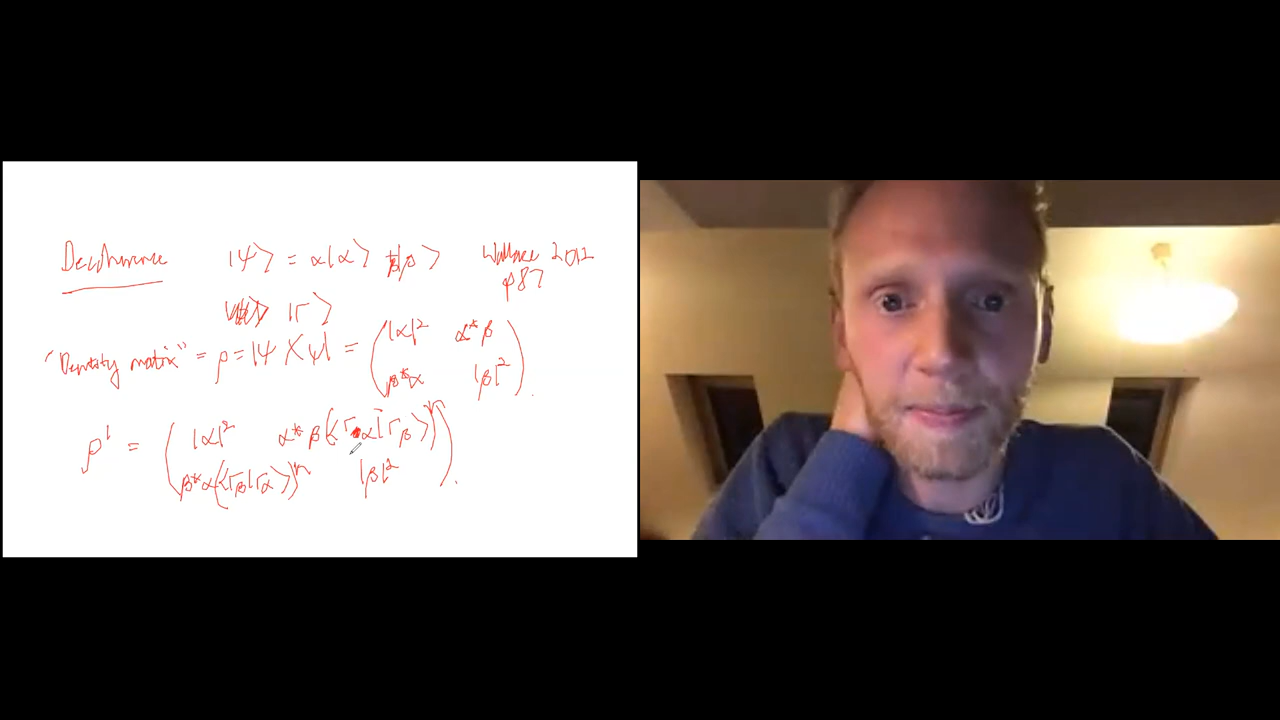 Decoherence |ψ⟩ = α|α⟩ + β|β⟩ Wallace 2012
p87
|Γ⟩
"Density matrix" = ρ = |ψ⟩⟨ψ| = ( |α|² α*β
β*α |β|² ).
ρ' = ( |α|² α*β(⟨Γα|Γβ⟩)ⁿ
β*α(⟨Γβ|Γα⟩)ⁿ |β|² ).